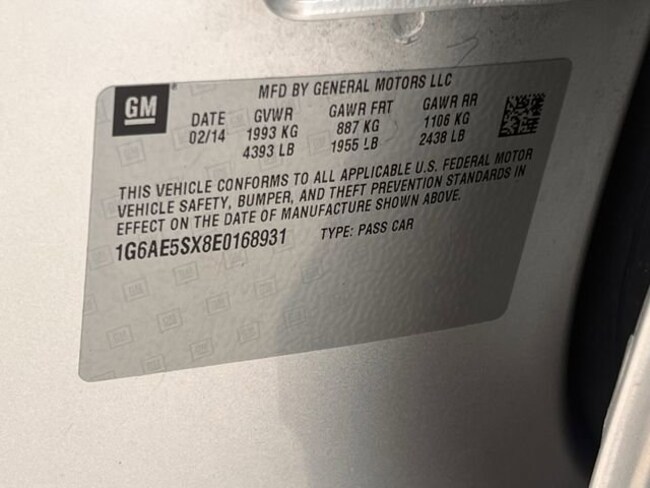 GM
MFD BY GENERAL MOTORS LLC
DATE GVWR GAWR FRT GAWR RR
02/14 1993 KG 887 KG 1106 KG
4393 LB 1955 LB 2438 LB
THIS VEHICLE CONFORMS TO ALL APPLICABLE U.S. FEDERAL MOTOR
VEHICLE SAFETY, BUMPER, AND THEFT PREVENTION STANDARDS IN
EFFECT ON THE DATE OF MANUFACTURE SHOWN ABOVE.
1G6AE5SX8E0168931 TYPE: PASS CAR